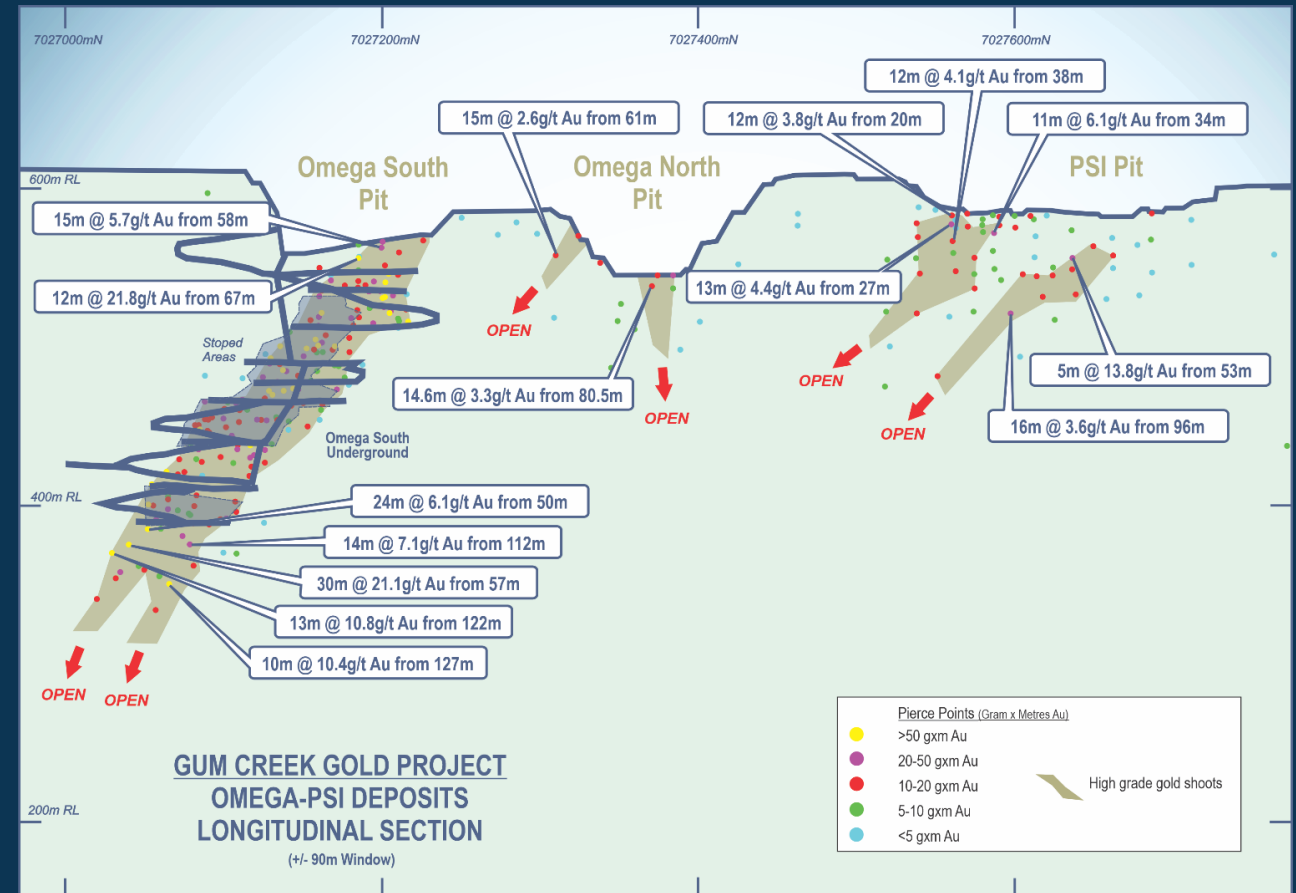 7027000mN
7027200mN
7027400mN
7027600mN
12m @ 4.1g/t Au from 38m
15m @ 2.6g/t Au from 61m
12m @ 3.8g/t Au from 20m
11m @ 6.1g/t Au from 34m
Omega South
Pit
Omega North
Pit
PSI Pit
600m RL
15m @ 5.7g/t Au from 58m
12m @ 21.8g/t Au from 67m
13m @ 4.4g/t Au from 27m
OPEN
Stoped
Areas
14.6m @ 3.3g/t Au from 80.5m
OPEN
OPEN
5m @ 13.8g/t Au from 53m
OPEN
16m @ 3.6g/t Au from 96m
Omega South
Underground
400m RL
24m @ 6.1g/t Au from 50m
14m @ 7.1g/t Au from 112m
30m @ 21.1g/t Au from 57m
13m @ 10.8g/t Au from 122m
10m @ 10.4g/t Au from 127m
OPEN
OPEN
GUM CREEK GOLD PROJECT
OMEGA-PSI DEPOSITS
LONGITUDINAL SECTION
(+/- 90m Window)
200m RL
Pierce Points (Gram x Metres Au)
>50 gxm Au
20-50 gxm Au
10-20 gxm Au
5-10 gxm Au
<5 gxm Au
High grade gold shoots